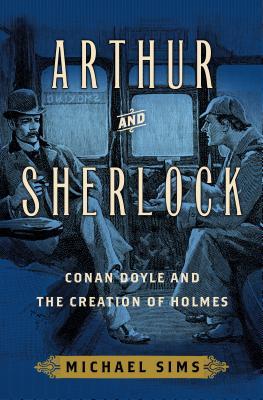 ARTHUR
AND
SHERLOCK
CONAN DOYLE AND
THE CREATION OF HOLMES
MICHAEL SIMS